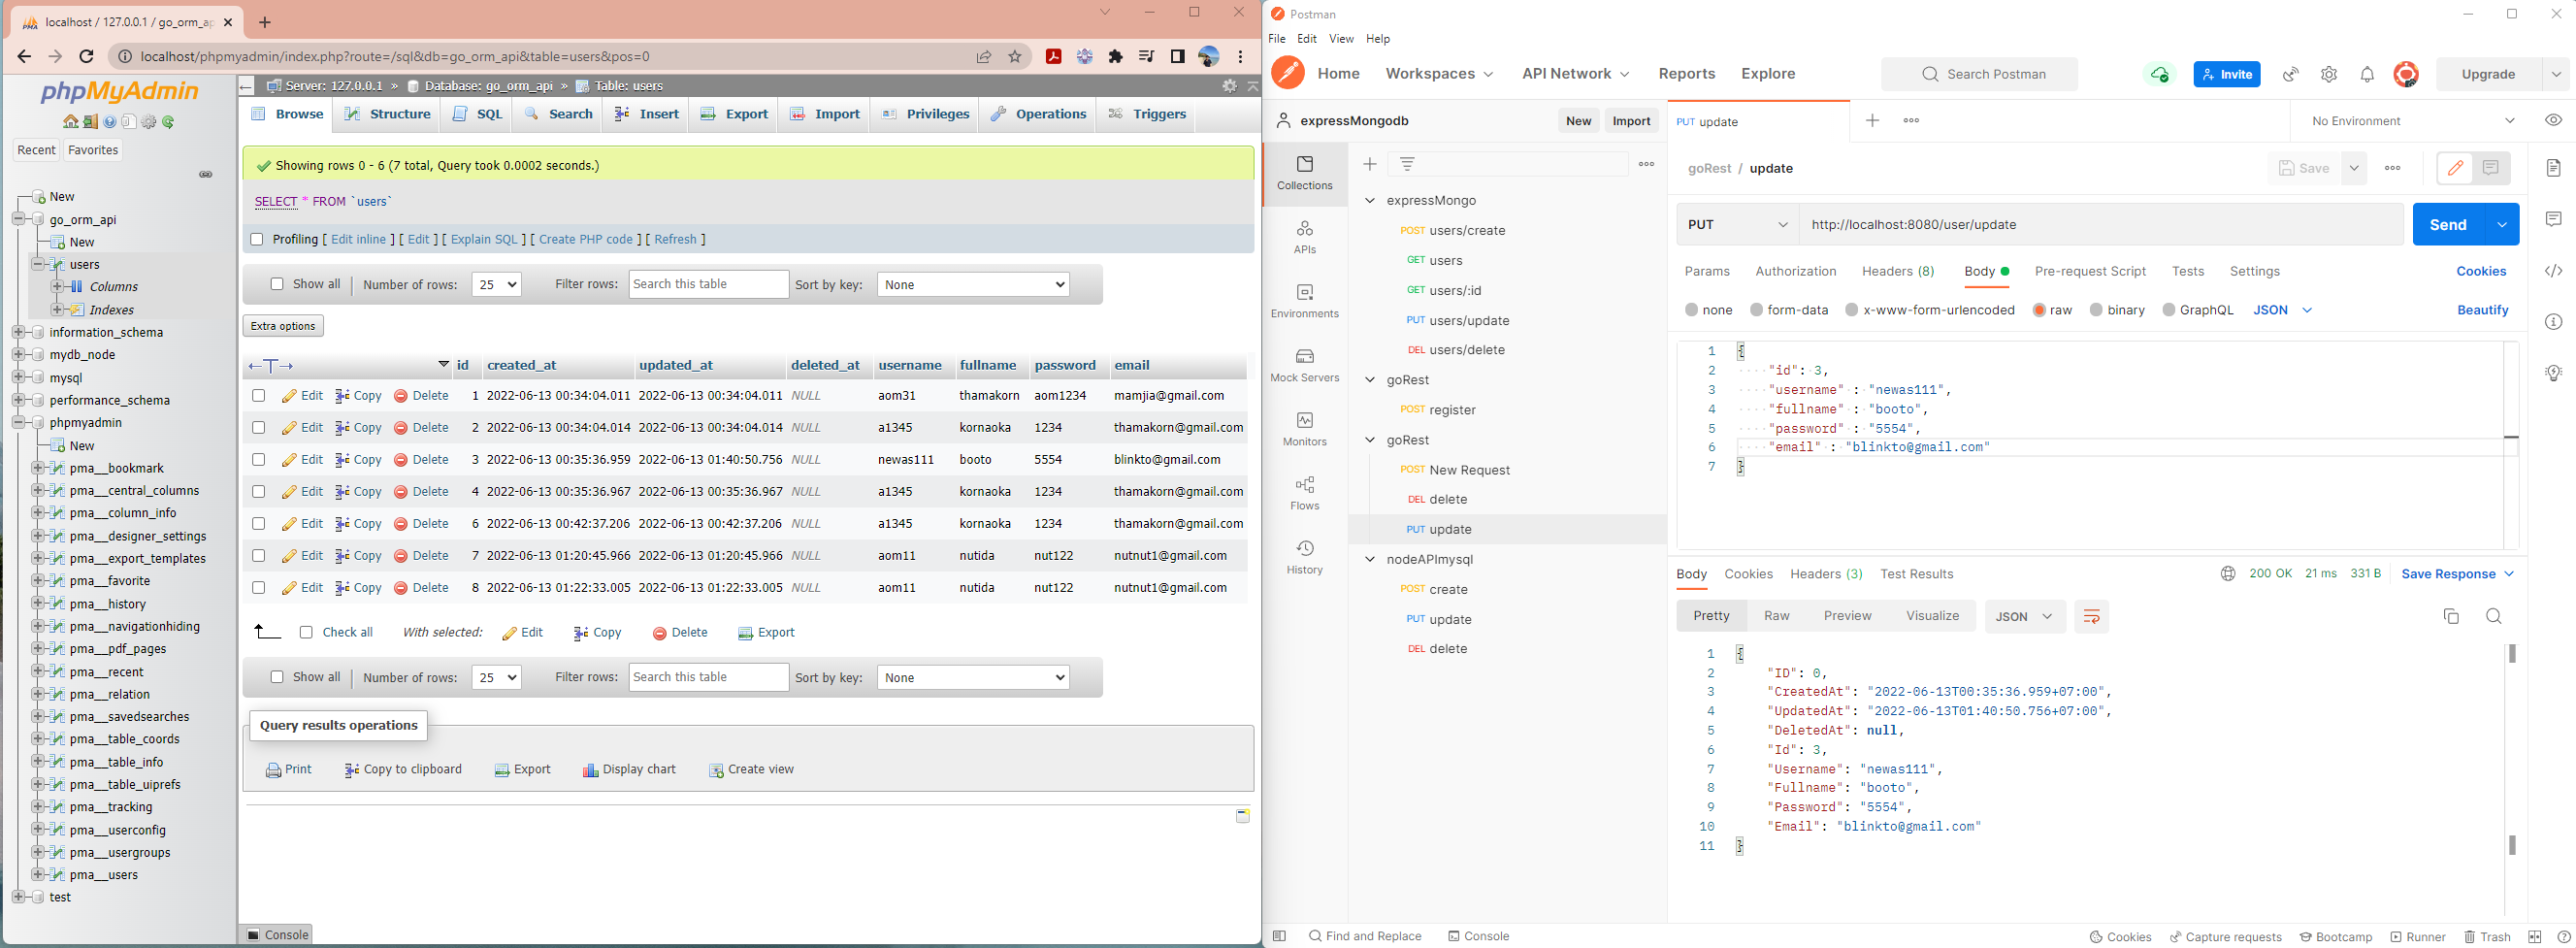 localhost / 127.0.0.1 / go_orm_ap
localhost/phpmyadmin/index.php?route=/sql&db=go_orm_api&table=users&pos=0
phpMyAdmin
Recent Favorites
New
go_orm_api
New
users
Columns
Indexes
information_schema
mydb_node
mysql
performance_schema
phpmyadmin
New
pma__bookmark
pma__central_columns
pma__column_info
pma__designer_settings
pma__export_templates
pma__favorite
pma__history
pma__navigationhiding
pma__pdf_pages
pma__recent
pma__relation
pma__savedsearches
pma__table_coords
pma__table_info
pma__table_uiprefs
pma__tracking
pma__userconfig
pma__usergroups
pma__users
test
Server: 127.0.0.1 » Database: go_orm_api » Table: users
Browse Structure SQL Search Insert Export Import Privileges Operations Triggers
Showing rows 0 - 6 (7 total, Query took 0.0002 seconds.)
SELECT * FROM `users`
Profiling [ Edit inline ] [ Edit ] [ Explain SQL ] [ Create PHP code ] [ Refresh ]
Show all Number of rows: 25 Filter rows: Search this table Sort by key: None
Extra options
id created_at updated_at deleted_at username fullname password email
Edit Copy Delete 1 2022-06-13 00:34:04.011 2022-06-13 00:34:04.011 NULL aom31 thamakorn aom1234 mamjia@gmail.com
Edit Copy Delete 2 2022-06-13 00:34:04.014 2022-06-13 00:34:04.014 NULL a1345 kornaoka 1234 thamakorn@gmail.com
Edit Copy Delete 3 2022-06-13 00:35:36.959 2022-06-13 01:40:50.756 NULL newas111 booto 5554 blinkto@gmail.com
Edit Copy Delete 4 2022-06-13 00:35:36.967 2022-06-13 00:35:36.967 NULL a1345 kornaoka 1234 thamakorn@gmail.com
Edit Copy Delete 6 2022-06-13 00:42:37.206 2022-06-13 00:42:37.206 NULL a1345 kornaoka 1234 thamakorn@gmail.com
Edit Copy Delete 7 2022-06-13 01:20:45.966 2022-06-13 01:20:45.966 NULL aom11 nutida nut122 nutnut1@gmail.com
Edit Copy Delete 8 2022-06-13 01:22:33.005 2022-06-13 01:22:33.005 NULL aom11 nutida nut122 nutnut1@gmail.com
Check all With selected: Edit Copy Delete Export
Show all Number of rows: 25 Filter rows: Search this table Sort by key: None
Query results operations
Print Copy to clipboard Export Display chart Create view
Console
Postman
File Edit View Help
Home Workspaces API Network Reports Explore Search Postman Invite Upgrade
expressMongodb New Import
Collections
APIs
Environments
Mock Servers
Monitors
Flows
History
expressMongo
POST users/create
GET users
GET users/:id
PUT users/update
DEL users/delete
goRest
POST register
goRest
POST New Request
DEL delete
PUT update
nodeAPImysql
POST create
PUT update
DEL delete
PUT update No Environment
goRest / update Save
PUT http://localhost:8080/user/update Send
Params Authorization Headers (8) Body Pre-request Script Tests Settings Cookies
none form-data x-www-form-urlencoded raw binary GraphQL JSON Beautify
1 {
2 "id": 3,
3 "username" : "newas111",
4 "fullname" : "booto",
5 "password" : "5554",
6 "email" : "blinkto@gmail.com"
7 }
Body Cookies Headers (3) Test Results 200 OK 21 ms 331 B Save Response
Pretty Raw Preview Visualize JSON
1 {
2 "ID": 0,
3 "CreatedAt": "2022-06-13T00:35:36.959+07:00",
4 "UpdatedAt": "2022-06-13T01:40:50.756+07:00",
5 "DeletedAt": null,
6 "Id": 3,
7 "Username": "newas111",
8 "Fullname": "booto",
9 "Password": "5554",
10 "Email": "blinkto@gmail.com"
11 }
Find and Replace Console Cookies Capture requests Bootcamp Runner Trash